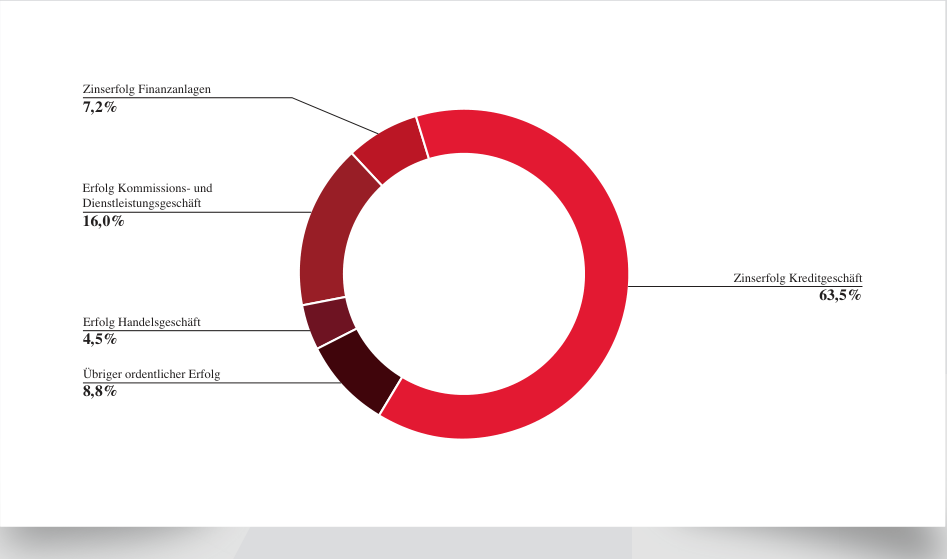 Zinserfolg Finanzanlagen
7,2%
Erfolg Kommissions- und
Dienstleistungsgeschäft
16,0%
Erfolg Handelsgeschäft
4,5%
Übriger ordentlicher Erfolg
8,8%
Zinserfolg Kreditgeschäft
63,5%